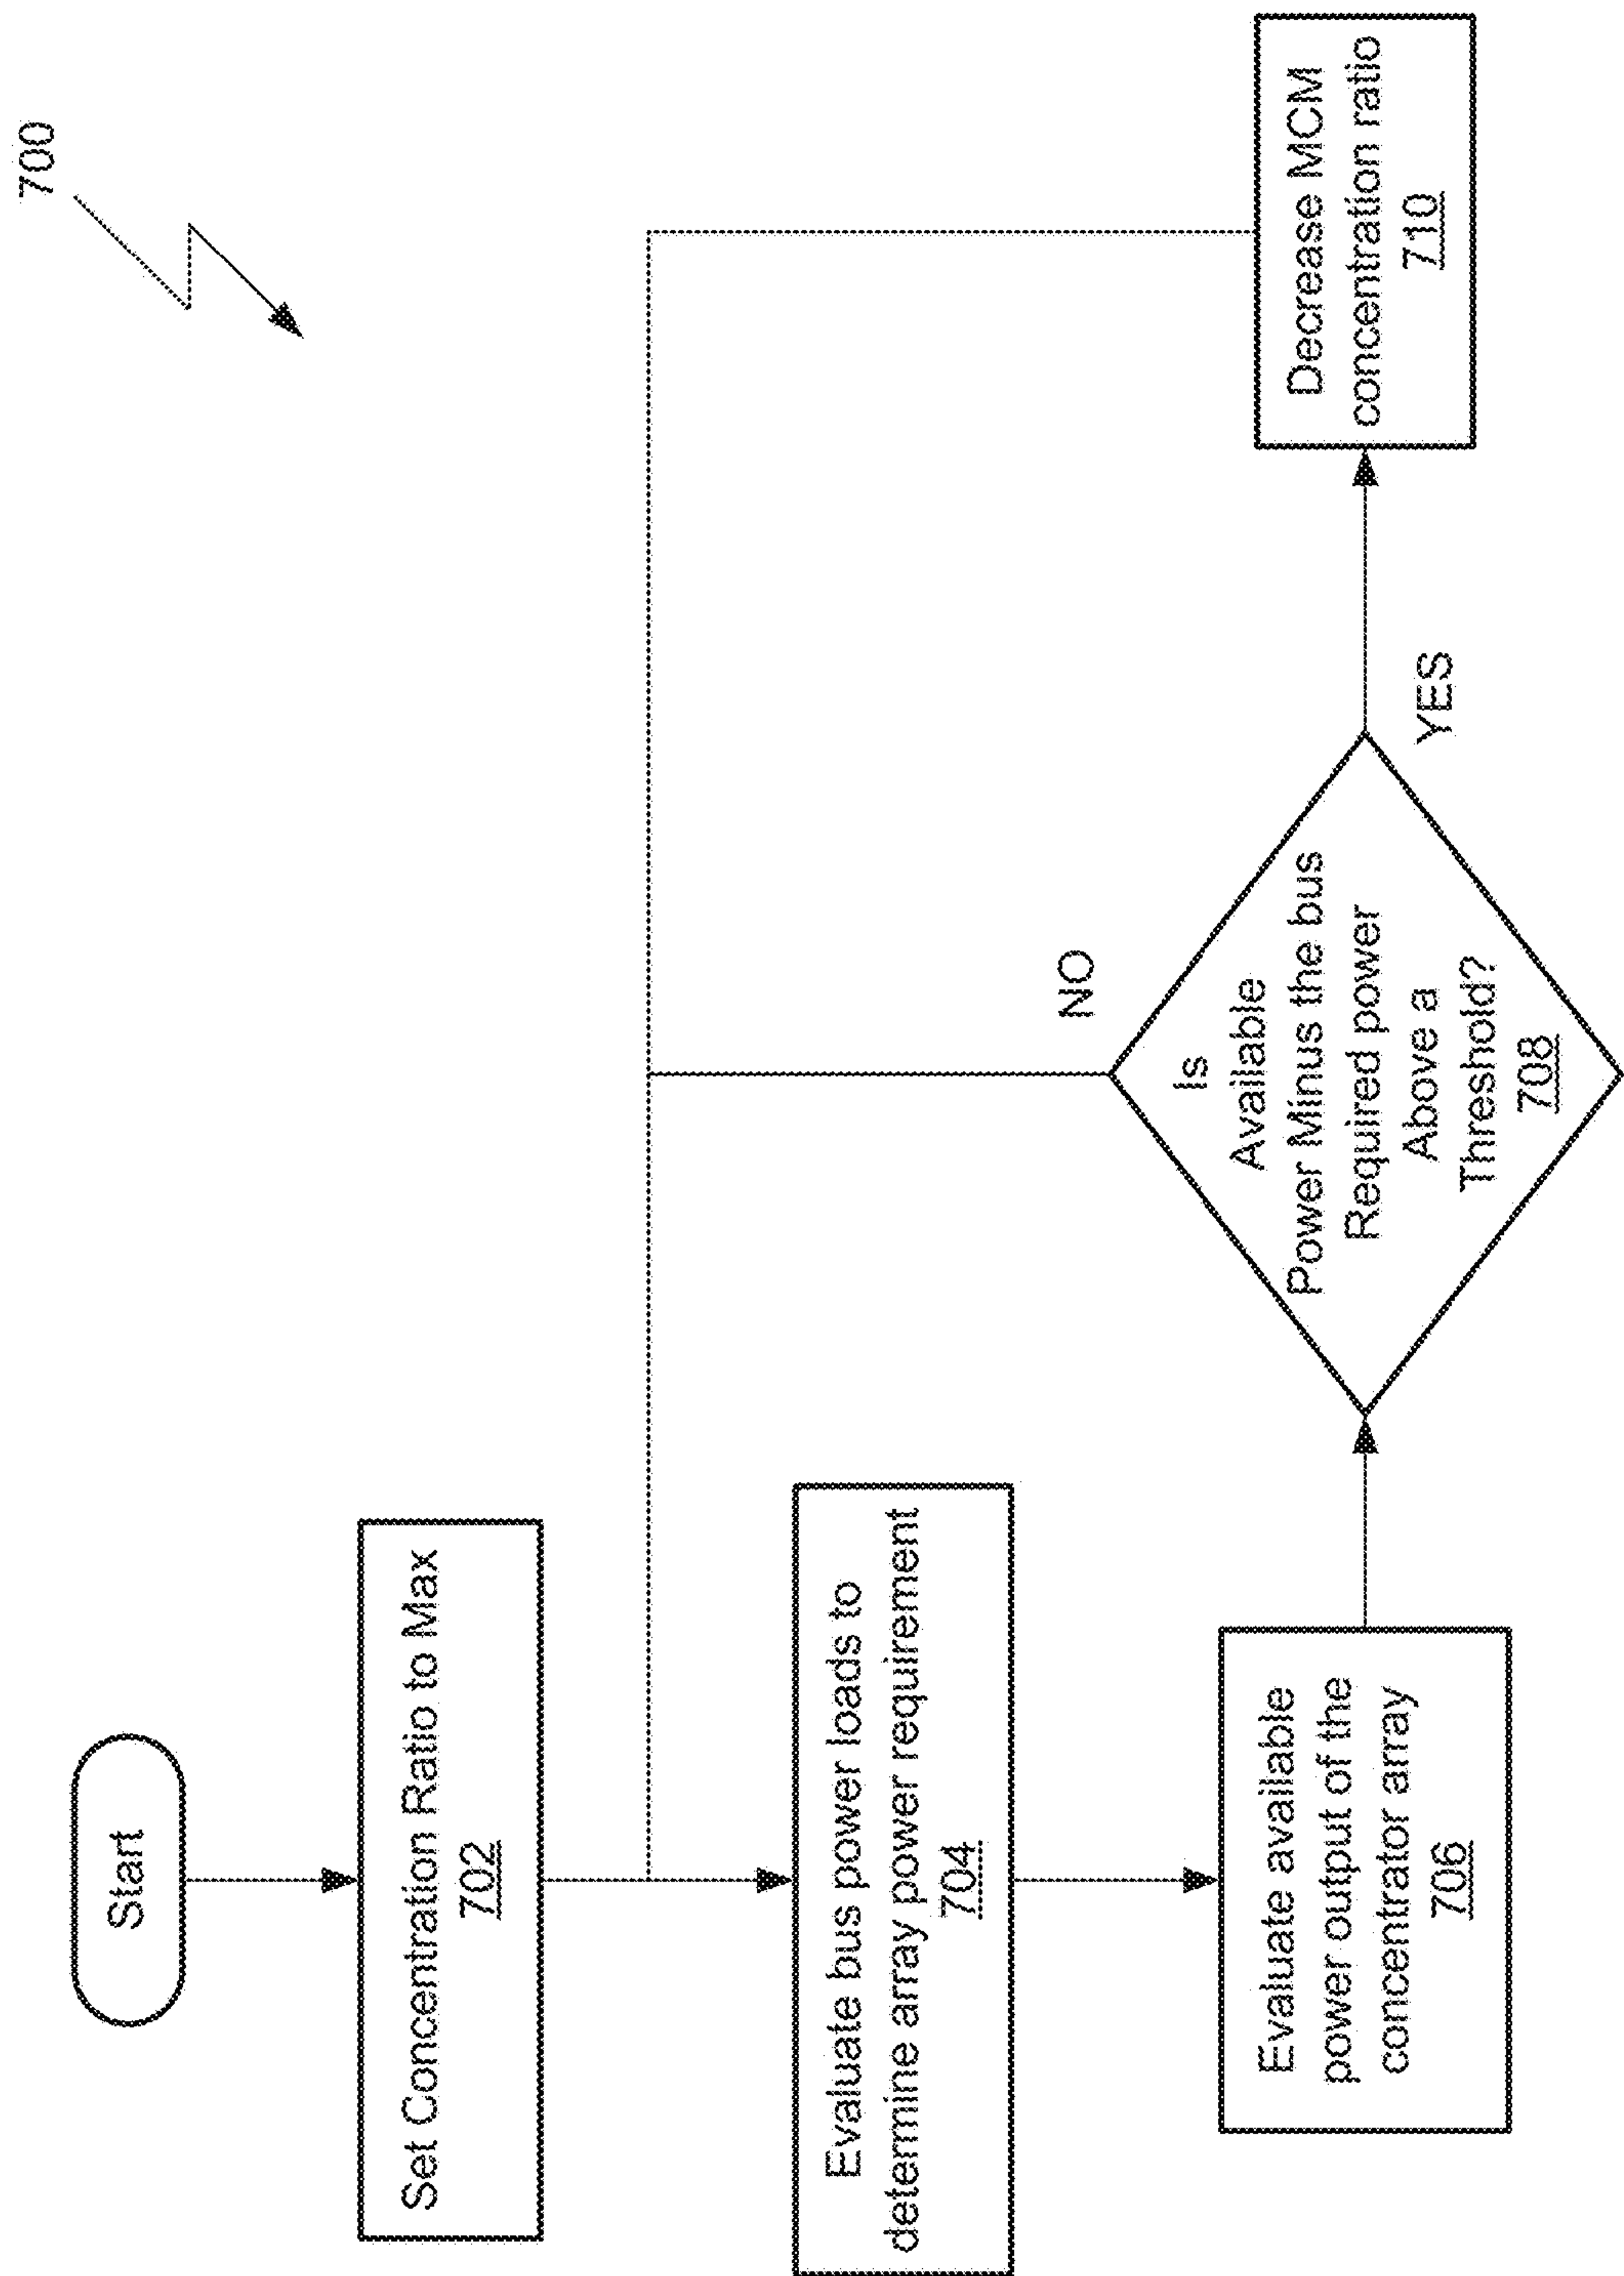 700
Start
Set Concentration Ratio to Max
702
Evaluate bus power loads to
determine array power requirement
704
Evaluate available
power output of the
concentrator array
706
Is
Available
Power Minus the bus
Required power
Above a
Threshold?
708
NO
YES
Decrease MCM
concentration ratio
710